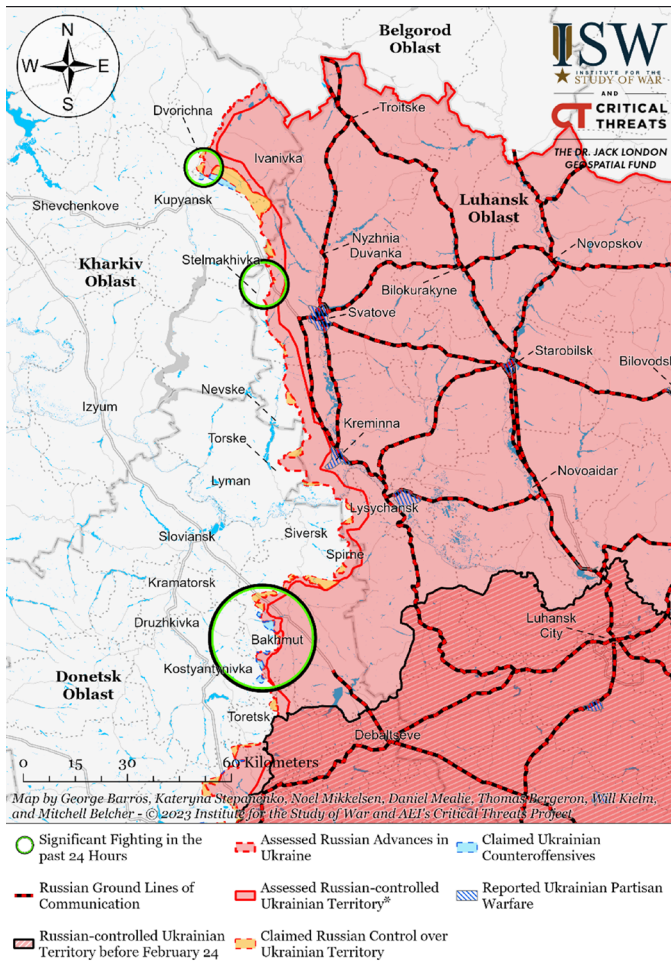 N
W E
S
Belgorod
Oblast
ISW
INSTITUTE FOR THE
STUDY OF WAR
AND
CT CRITICAL
THREATS
THE DR. JACK LONDON
GEOSPATIAL FUND
Troitske
Dvorichna
Ivanivka
Shevchenkove
Kupyansk
Luhansk
Oblast
Kharkiv
Oblast
Stelmakhivka
Nyzhnia
Duvanka
Novopskov
Bilokurakyne
Svatove
Starobilsk
Bilovods
Nevske
Izyum
Kreminna
Torske
Lyman
Novoaidar
Lysychansk
Sloviansk
Siversk
Spirne
Kramatorsk
Druzhkivka
Bakhmut
Luhansk
City
Kostyantynivka
Donetsk
Oblast
Toretsk
Debaltseve
0 15 30 60 Kilometers
Map by George Barros, Kateryna Stepanenko, Noel Mikkelsen, Daniel Mealie, Thomas Bergeron, Will Kielm,
and Mitchell Belcher - © 2023 Institute for the Study of War and AEI's Critical Threats Project
Significant Fighting in the
past 24 Hours
Assessed Russian Advances in
Ukraine
Claimed Ukrainian
Counteroffensives
Russian Ground Lines of
Communication
Assessed Russian-controlled
Ukrainian Territory*
Reported Ukrainian Partisan
Warfare
Russian-controlled Ukrainian
Territory before February 24
Claimed Russian Control over
Ukrainian Territory